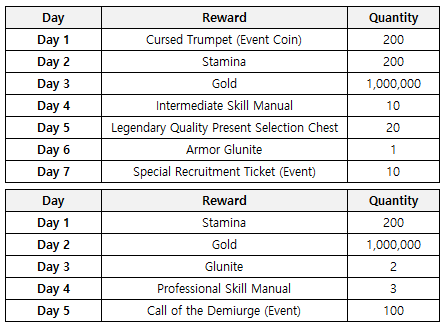 Day Reward Quantity
Day 1 Cursed Trumpet (Event Coin) 200
Day 2 Stamina 200
Day 3 Gold 1,000,000
Day 4 Intermediate Skill Manual 10
Day 5 Legendary Quality Present Selection Chest 20
Day 6 Armor Glunite 1
Day 7 Special Recruitment Ticket (Event) 10
Day Reward Quantity
Day 1 Stamina 200
Day 2 Gold 1,000,000
Day 3 Glunite 2
Day 4 Professional Skill Manual 3
Day 5 Call of the Demiurge (Event) 100